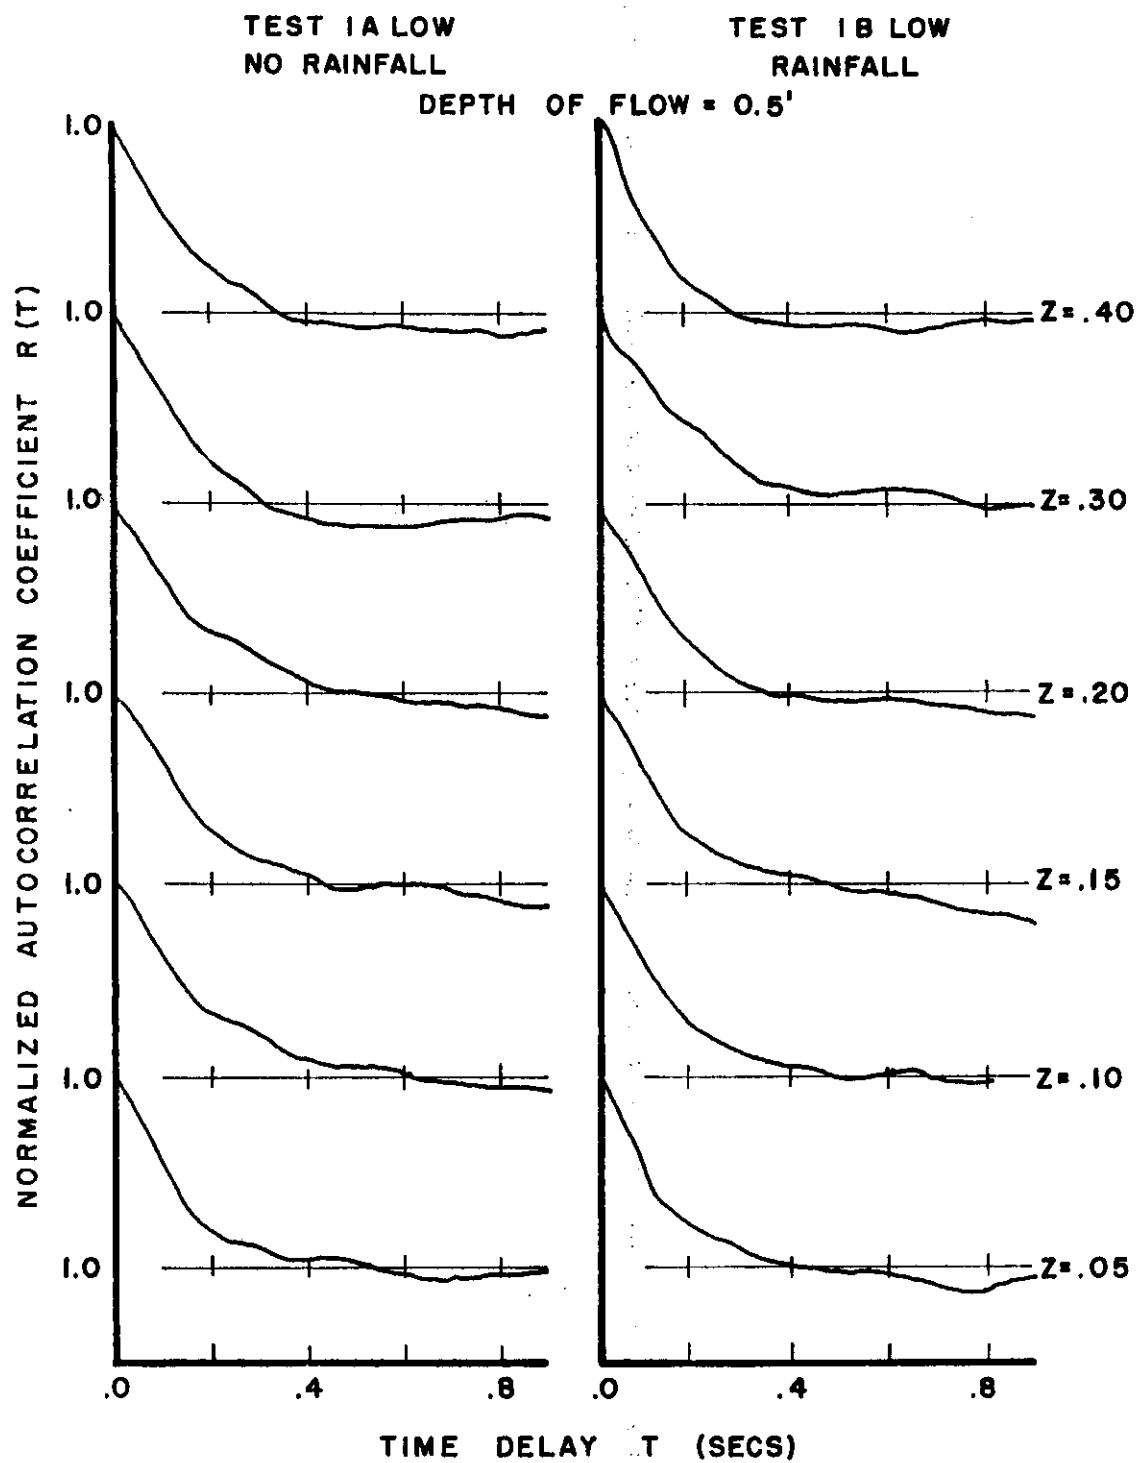 TEST 1A LOW
NO RAINFALL
TEST 1B LOW
RAINFALL
DEPTH OF FLOW = 0.5'
NORMALIZED AUTOCORRELATION COEFFICIENT R(T)
1.0
1.0
1.0
1.0
1.0
1.0
1.0
Z=.40
Z=.30
Z=.20
Z=.15
Z=.10
Z=.05
.0 .4 .8
.0 .4 .8
TIME DELAY T (SECS)